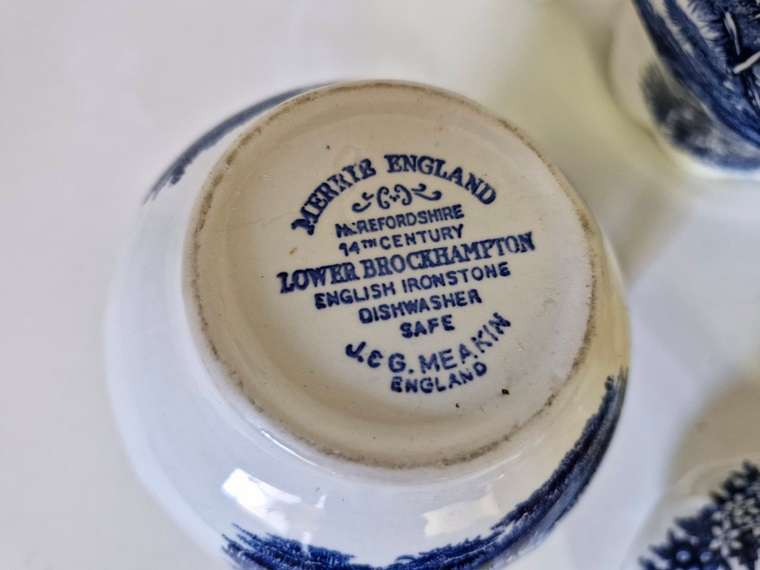 MERRIE ENGLAND
HEREFORDSHIRE
14TH CENTURY
LOWER BROCKHAMPTON
ENGLISH IRONSTONE
DISHWASHER
SAFE
J. & G. MEAKIN
ENGLAND